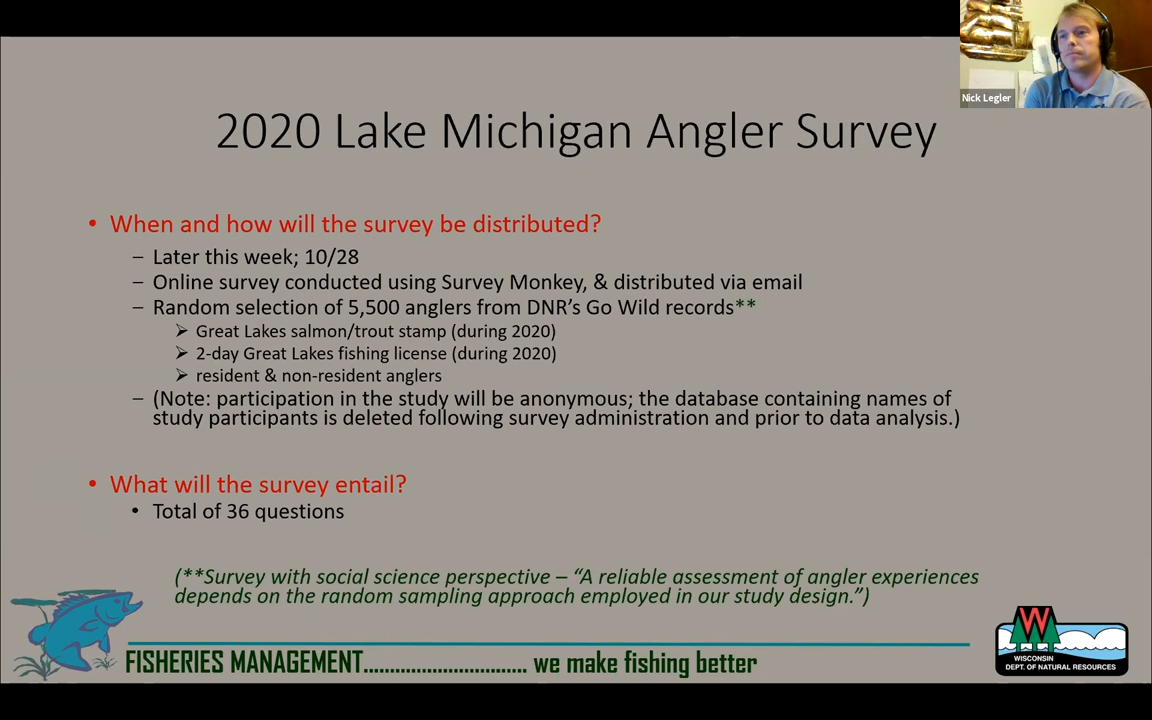 Nick Legler
2020 Lake Michigan Angler Survey
• When and how will the survey be distributed?
– Later this week; 10/28
– Online survey conducted using Survey Monkey, & distributed via email
– Random selection of 5,500 anglers from DNR's Go Wild records**
➢ Great Lakes salmon/trout stamp (during 2020)
➢ 2-day Great Lakes fishing license (during 2020)
➢ resident & non-resident anglers
– (Note: participation in the study will be anonymous; the database containing names of
study participants is deleted following survey administration and prior to data analysis.)
• What will the survey entail?
• Total of 36 questions
(**Survey with social science perspective – “A reliable assessment of angler experiences
depends on the random sampling approach employed in our study design.”)
FISHERIES MANAGEMENT................................ we make fishing better
W
WISCONSIN
DEPT. OF NATURAL RESOURCES